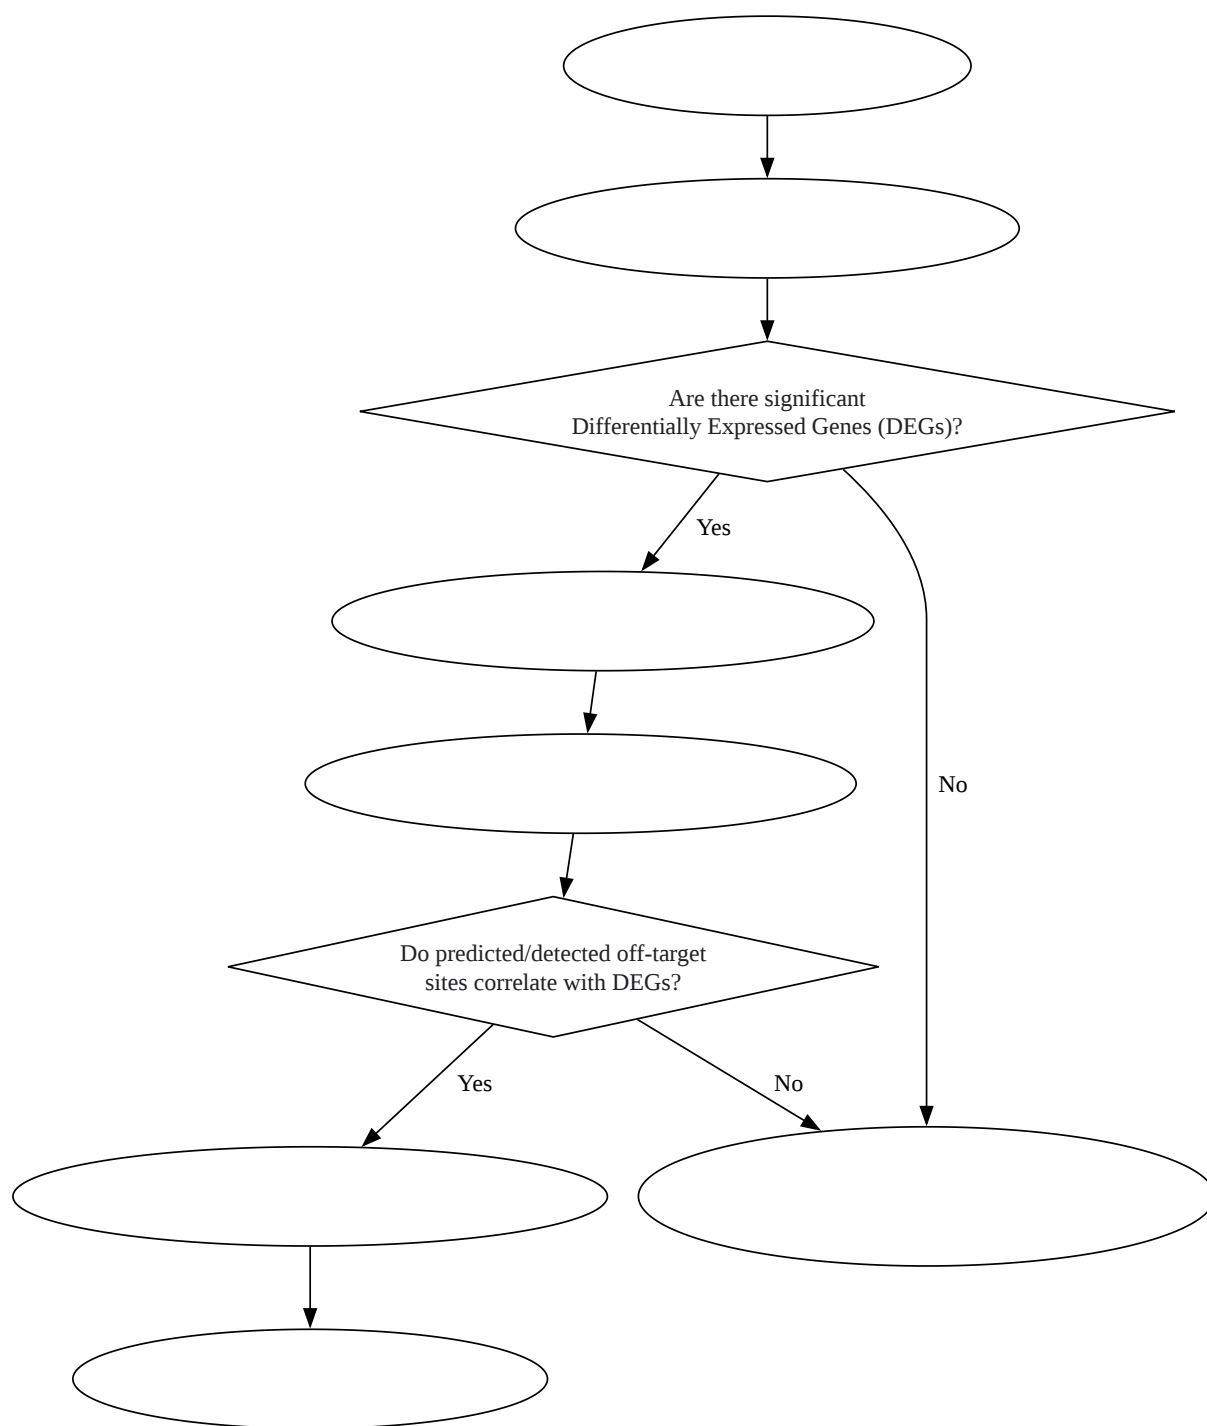 Are there significant
Differentially Expressed Genes (DEGs)?
Yes
No
Do predicted/detected off-target
sites correlate with DEGs?
Yes
No